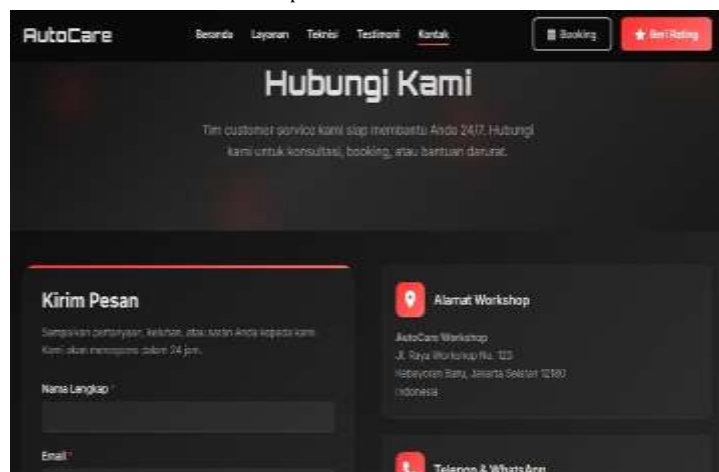 AutoCare
Beranda Layanan Teknisi Testimoni Kontak
Booking
Beri Rating
Hubungi Kami
Tim customer service kami siap membantu Anda 24/7. Hubungi
kami untuk konsultasi, booking, atau bantuan darurat.
Kirim Pesan
Sampaikan pertanyaan, keluhan, atau saran Anda kepada kami.
Kami akan merespons dalam 24 jam.
Nama Lengkap *
Email *
Alamat Workshop
AutoCare Workshop
Jl. Raya Workshop No. 123
Kebayoran Baru, Jakarta Selatan 12180
Indonesia
Telepon & WhatsApp